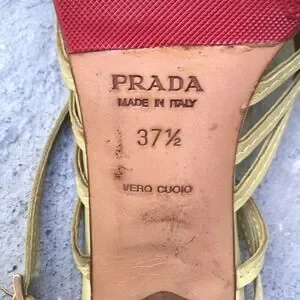 PRADA
MADE IN ITALY
37½
VERO CUOIO